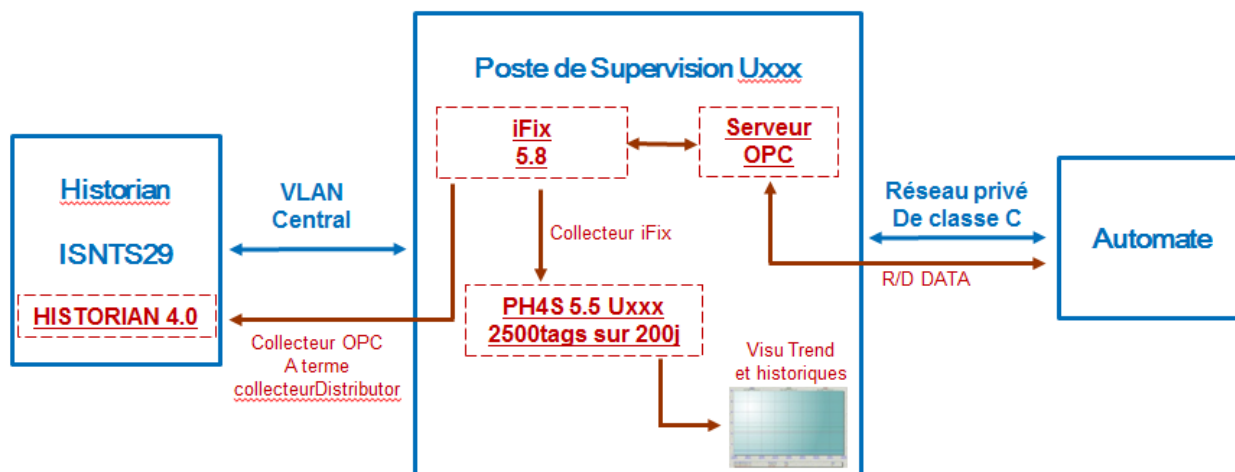 Poste de Supervision Uxxx
iFix
5.8
Serveur
OPC
Historian
ISNTS29
HISTORIAN 4.0
VLAN
Central
Collecteur iFix
Réseau privé
De classe C
Automate
R/D DATA
PH4S 5.5 Uxxx
2500tags sur 200j
Collecteur OPC
A terme
collecteurDistributor
Visu Trend
et historiques